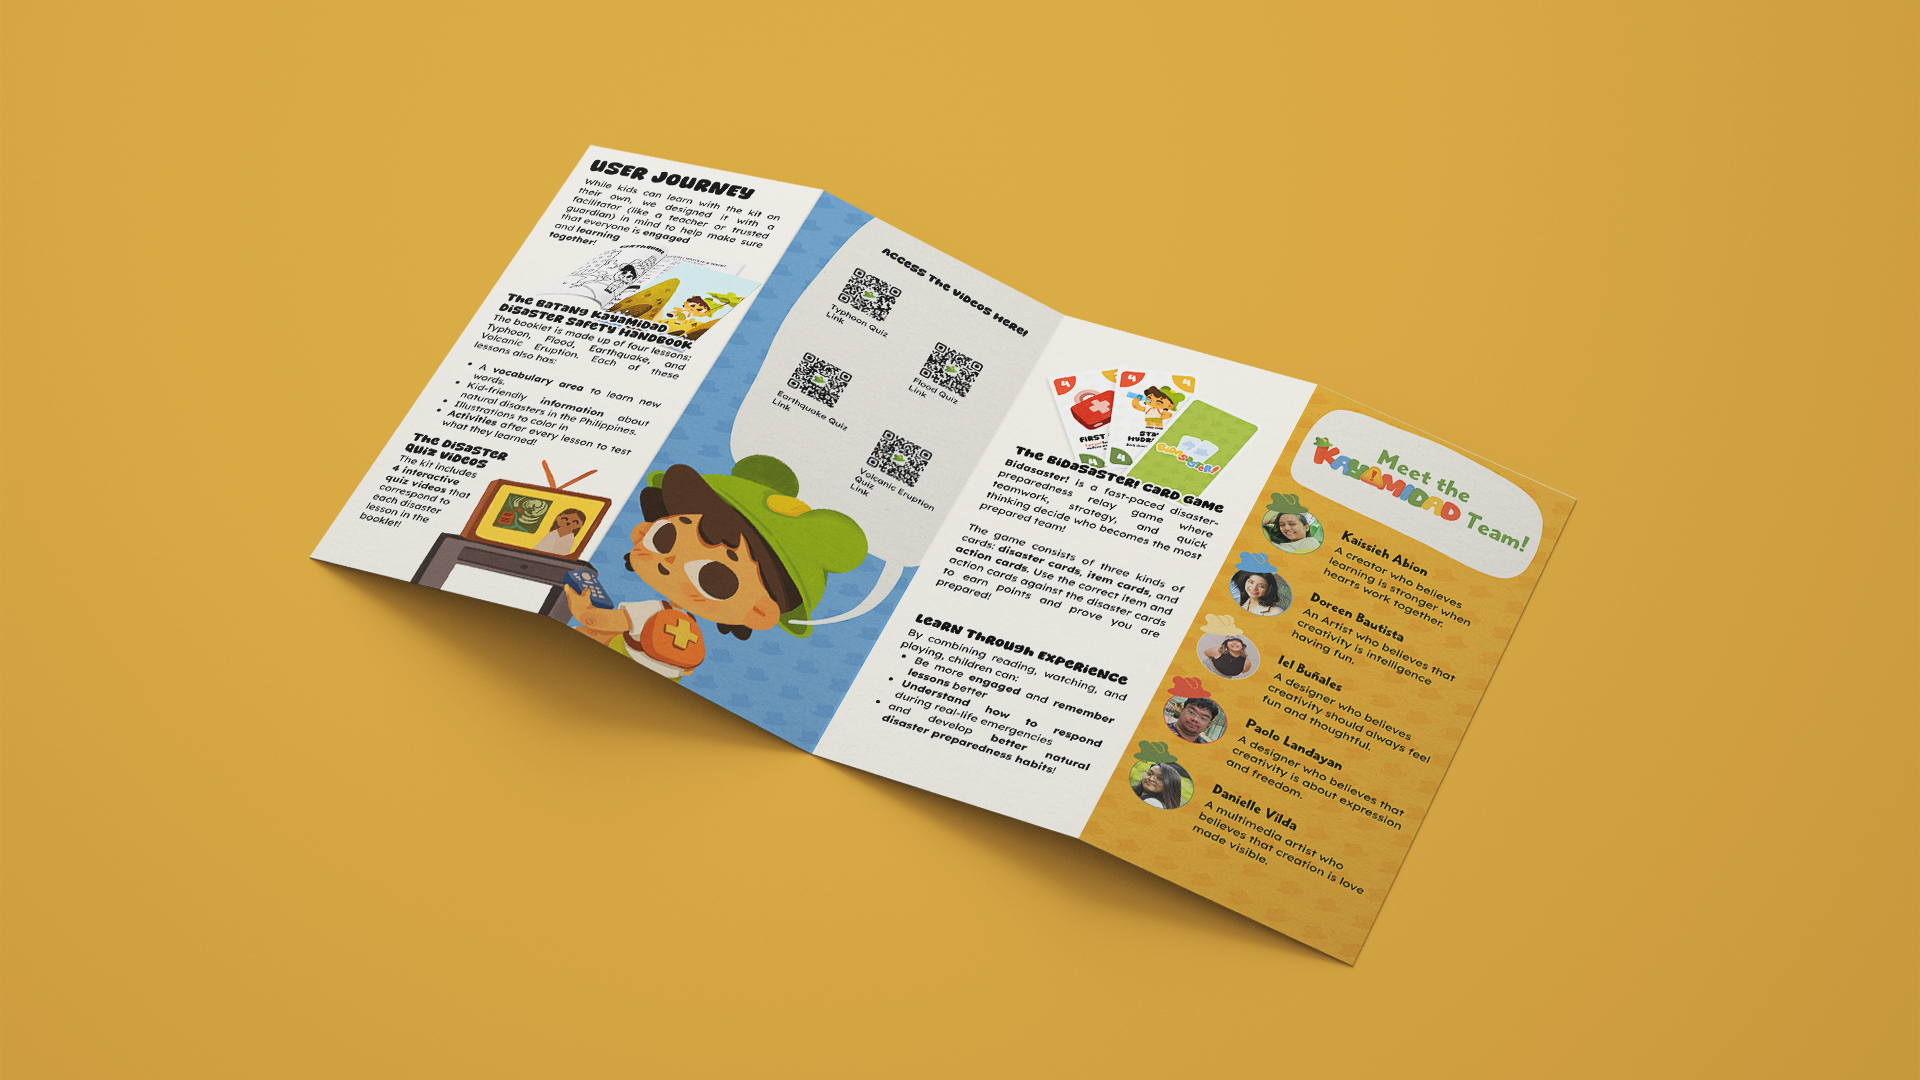 USER JOURNEY
While kids can learn with the kit on
their own, we designed it with a
facilitator (like a teacher or trusted
guardian) in mind to help make sure
that everyone is engaged
and learning
together!
The Batang Kayamidad
Disaster Safety Handbook
The booklet is made up of four lessons:
Typhoon, Flood, Earthquake, and
Volcanic Eruption. Each of these
lessons also has:
• A vocabulary area to learn new
words.
• Kid-friendly information about
natural disasters in the Philippines.
• Illustrations to color in
• Activities after every lesson to test
what they learned!
The Disaster
Quiz Videos
The kit includes
4 interactive
quiz videos that
correspond to
each disaster
lesson in the
booklet!
Access The Videos Here!
Typhoon Quiz
Link
Flood Quiz
Link
Earthquake Quiz
Link
Volcanic Eruption
Quiz
Link
4
4
4
FIRST
4
4
BIDASASTER!
The Bidasaster! Card Game
Bidasaster! is a fast-paced disaster-
preparedness relay game where
teamwork, strategy, and quick
thinking decide who becomes the most
prepared team!
The game consists of three kinds of
cards: disaster cards, item cards, and
action cards. Use the correct item and
action cards against the disaster cards
to earn points and prove you are
prepared!
Learn Through Experience
By combining reading, watching, and
playing, children can:
• Be more engaged and remember
lessons better
• Understand how to respond
during real-life emergencies
• and develop better natural
disaster preparedness habits!
Meet the
KAYAMIDAD Team!
Kaissieh Abion
A creator who believes
learning is stronger when
hearts work together.
Doreen Bautista
An Artist who believes that
creativity is intelligence
having fun.
Iel Buñales
A designer who believes
creativity should always feel
fun and thoughtful.
Paolo Landayan
A designer who believes that
creativity is about expression
and freedom.
Danielle Vilda
A multimedia artist who
believes that creation is love
made visible.